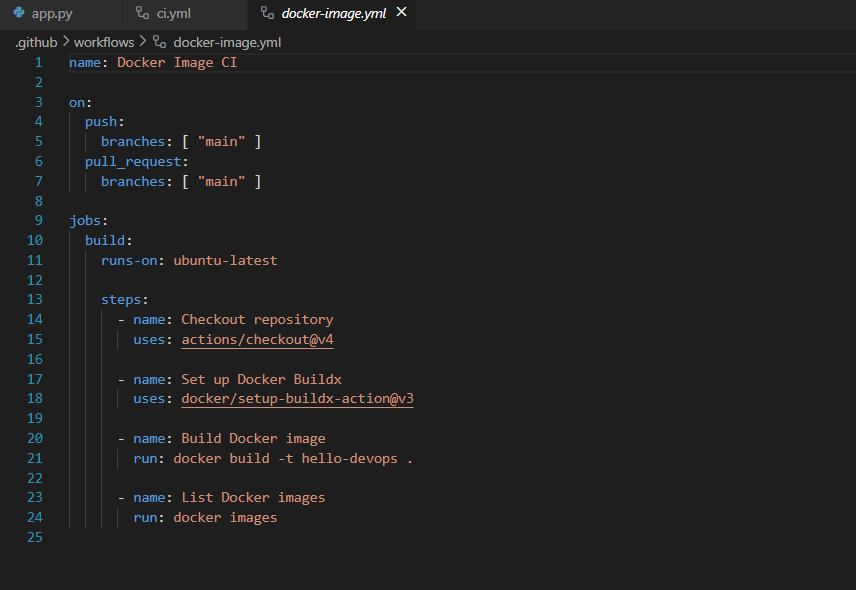 app.py ci.yml docker-image.yml
.github > workflows > docker-image.yml
1 name: Docker Image CI
2
3 on:
4 push:
5 branches: [ "main" ]
6 pull_request:
7 branches: [ "main" ]
8
9 jobs:
10 build:
11 runs-on: ubuntu-latest
12
13 steps:
14 - name: Checkout repository
15 uses: actions/checkout@v4
16
17 - name: Set up Docker Buildx
18 uses: docker/setup-buildx-action@v3
19
20 - name: Build Docker image
21 run: docker build -t hello-devops .
22
23 - name: List Docker images
24 run: docker images
25